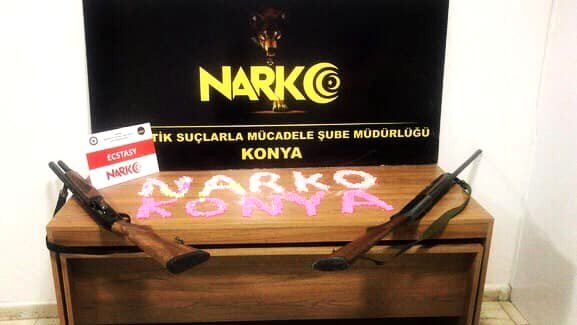 NARKO
TİK SUÇLARLA MÜCADELE ŞUBE MÜDÜRLÜĞÜ
KONYA
ECSTASY
NARKO
NARKO
KONYA